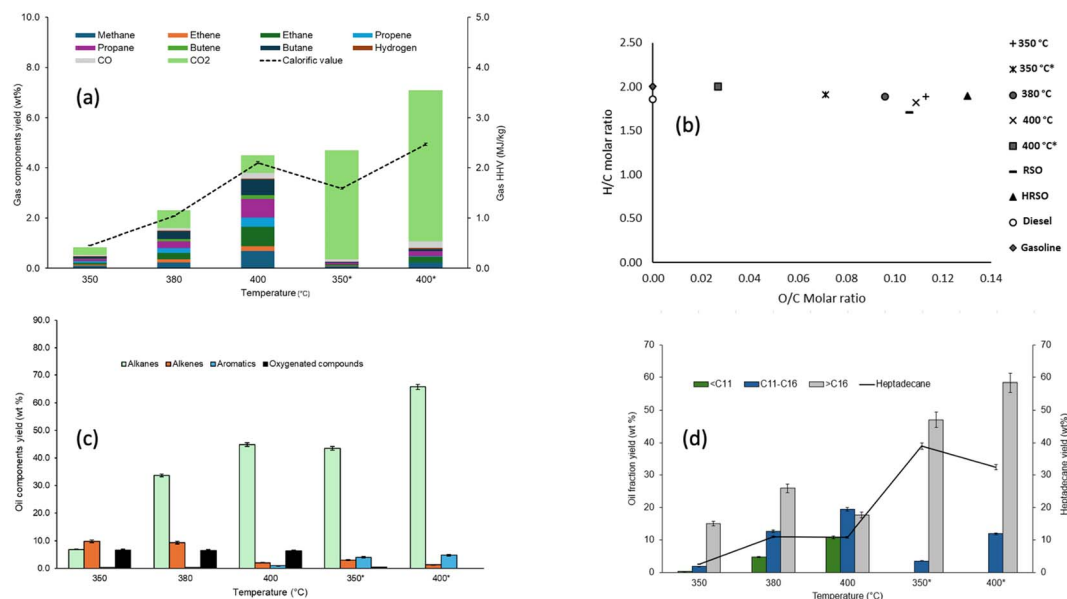 10.0
8.0
6.0
4.0
2.0
0.0
Gas components yield (wt%)
Methane Ethene Ethane Propene
Propane Butene Butane Hydrogen
CO CO2 Calorific value
(a)
5.0
4.0
3.0
2.0
1.0
0.0
Gas HHV (MJ/kg)
350 380 400 350* 400*
Temperature (°C)
2.50
2.00
1.50
1.00
0.50
0.00
H/C molar ratio
(b)
0.00 0.02 0.04 0.06 0.08 0.10 0.12 0.14
O/C Molar ratio
350 °C
350 °C*
380 °C
400 °C
400 °C*
RSO
HRSO
Diesel
Gasoline
90.0
80.0
70.0
60.0
50.0
40.0
30.0
20.0
10.0
0.0
Oil components yield (wt %)
Alkanes Alkenes Aromatics Oxygenated compounds
(c)
350 380 400 350* 400*
Temperature (°C)
70
60
50
40
30
20
10
0
Oil fraction yield (wt %)
<C11 C11-C16 >C16 Heptadecane
(d)
70
60
50
40
30
20
10
0
Heptadecane yield (wt %)
350 380 400 350* 400*
Temperature (°C)